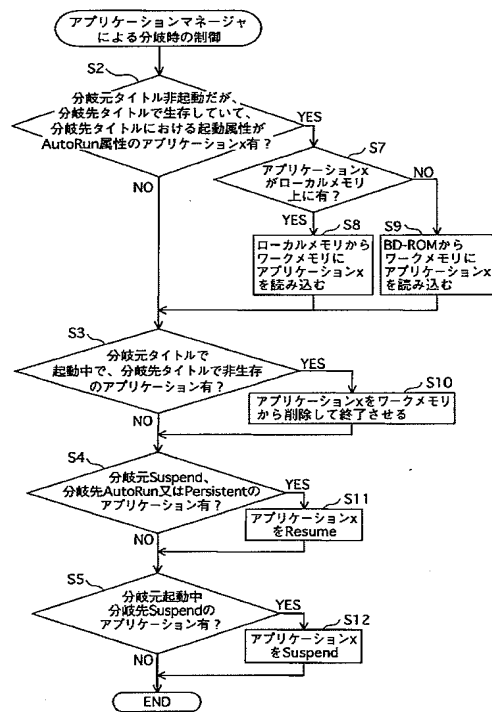 アプリケーションマネージャ
による分岐時の制御
S2
分岐元タイトル非起動だが、
分岐先タイトルで生存していて、
分岐先タイトルにおける起動属性が
AutoRun属性のアプリケーションx有？
YES
NO
S7
アプリケーションx
がローカルメモリ
上に有？
NO
YES
S8
ローカルメモリから
ワークメモリに
アプリケーションx
を読み込む
S9
BD-ROMから
ワークメモリに
アプリケーションx
を読み込む
S3
分岐元タイトルで
起動中で、分岐先タイトルで非生存
のアプリケーション有？
YES
NO
S10
アプリケーションxをワークメモリ
から削除して終了させる
S4
分岐元Suspend、
分岐先AutoRun又はPersistentの
アプリケーション有？
YES
NO
S11
アプリケーションx
をResume
S5
分岐元起動中
分岐先Suspendの
アプリケーション有？
YES
NO
S12
アプリケーションx
をSuspend
END